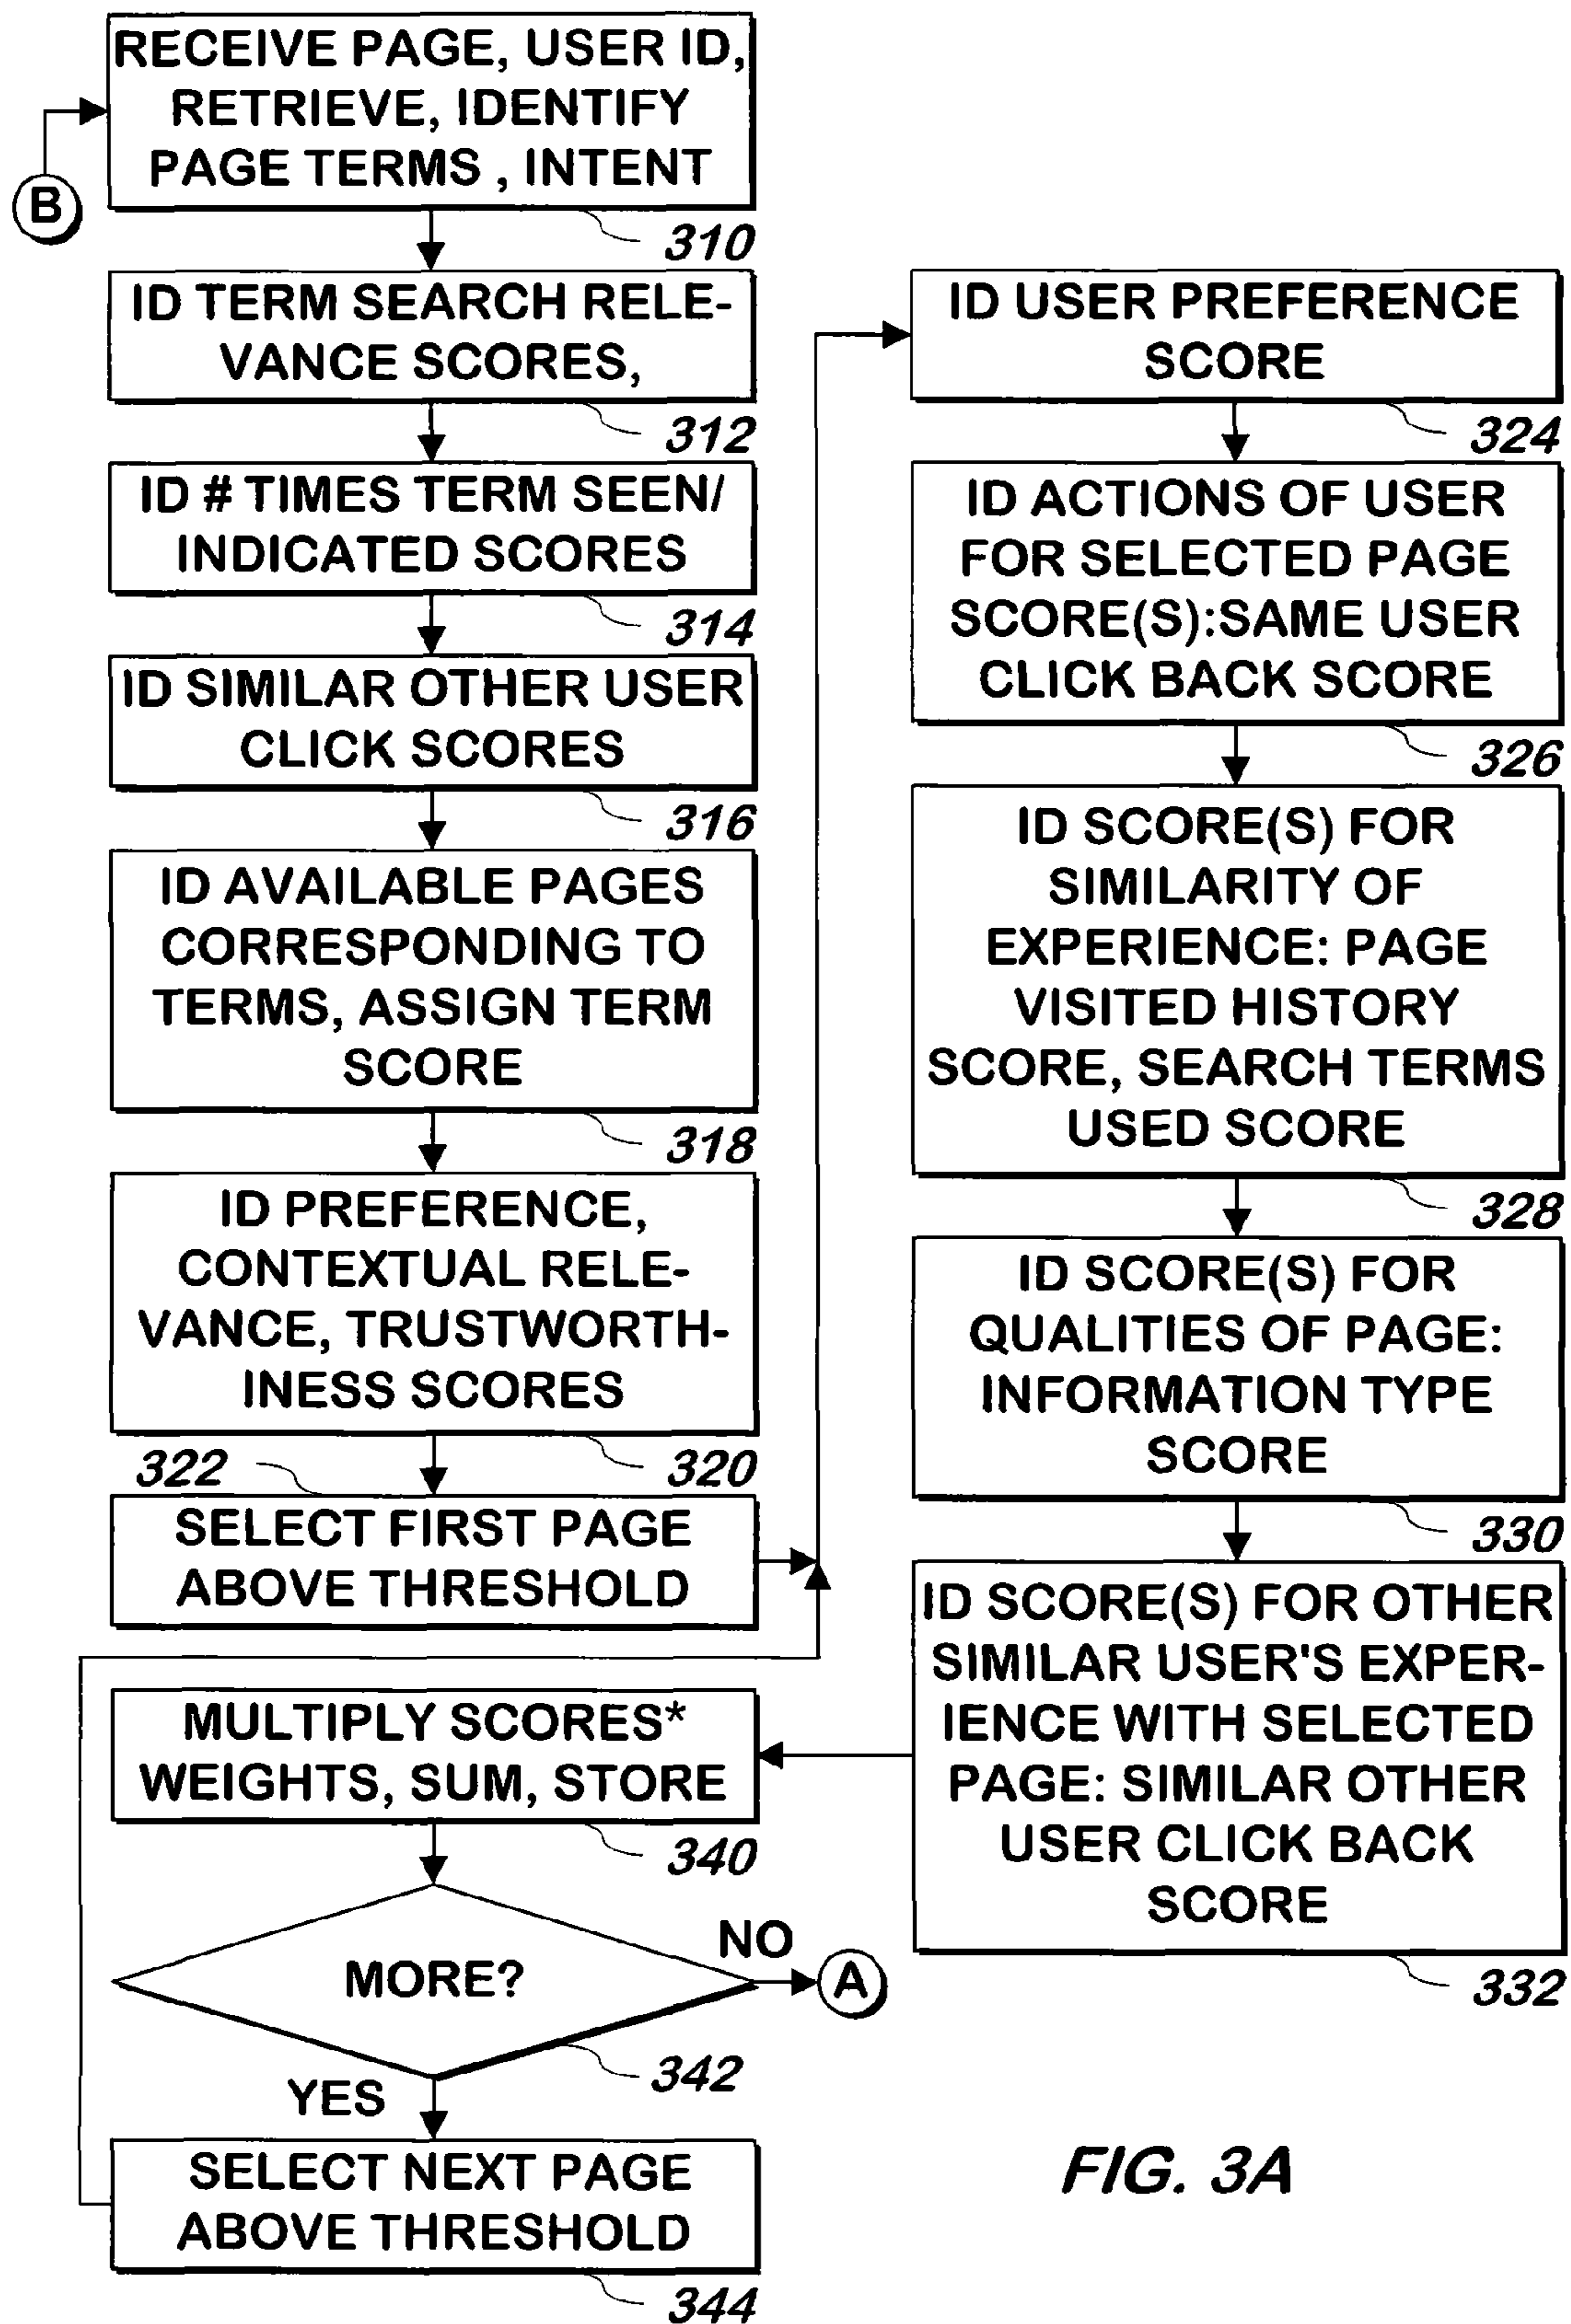 RECEIVE PAGE, USER ID,
RETRIEVE, IDENTIFY
PAGE TERMS , INTENT
B
310
ID TERM SEARCH RELE-
VANCE SCORES,
312
ID # TIMES TERM SEEN/
INDICATED SCORES
314
ID SIMILAR OTHER USER
CLICK SCORES
316
ID AVAILABLE PAGES
CORRESPONDING TO
TERMS, ASSIGN TERM
SCORE
318
ID PREFERENCE,
CONTEXTUAL RELE-
VANCE, TRUSTWORTH-
INESS SCORES
320
322
SELECT FIRST PAGE
ABOVE THRESHOLD
ID USER PREFERENCE
SCORE
324
ID ACTIONS OF USER
FOR SELECTED PAGE
SCORE(S):SAME USER
CLICK BACK SCORE
326
ID SCORE(S) FOR
SIMILARITY OF
EXPERIENCE: PAGE
VISITED HISTORY
SCORE, SEARCH TERMS
USED SCORE
328
ID SCORE(S) FOR
QUALITIES OF PAGE:
INFORMATION TYPE
SCORE
330
ID SCORE(S) FOR OTHER
SIMILAR USER'S EXPER-
IENCE WITH SELECTED
PAGE: SIMILAR OTHER
USER CLICK BACK
SCORE
332
MULTIPLY SCORES*
WEIGHTS, SUM, STORE
340
MORE?
NO
A
342
YES
SELECT NEXT PAGE
ABOVE THRESHOLD
344
FIG. 3A